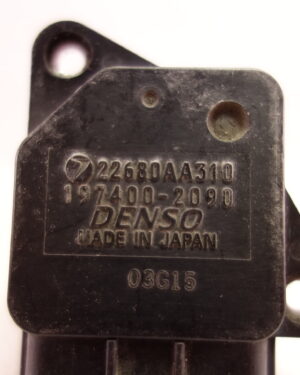 22680AA310
197400-2090
DENSO
MADE IN JAPAN
03G15